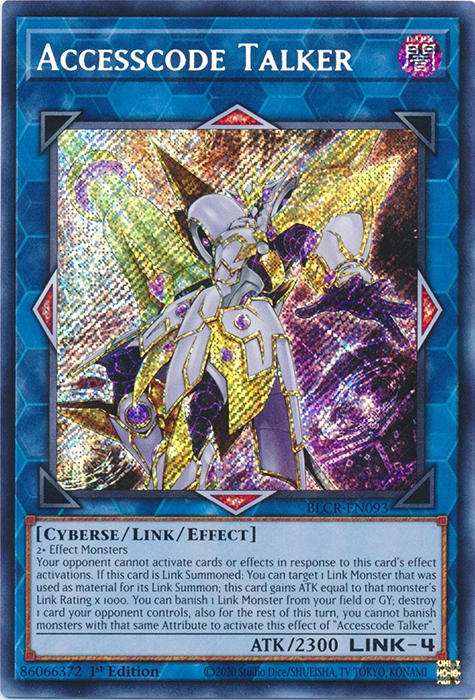 ACCESSCODE TALKER
DARK
闇
BLCR-EN093
[CYBERSE/LINK/EFFECT]
2+ Effect Monsters
Your opponent cannot activate cards or effects in response to this card's effect
activations. If this card is Link Summoned: You can target 1 Link Monster that was
used as material for its Link Summon; this card gains ATK equal to that monster's
Link Rating x 1000. You can banish 1 Link Monster from your field or GY; destroy
1 card your opponent controls, also for the rest of this turn, you cannot banish
monsters with that same Attribute to activate this effect of "Accesscode Talker".
ATK/2300 LINK-4
86066372 1st Edition ©2020 Studio Dice/SHUEISHA, TV TOKYO, KONAMI